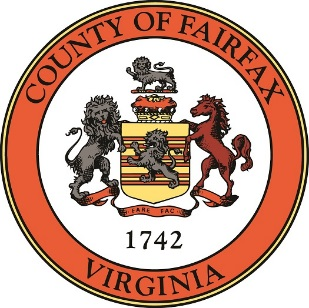 COUNTY OF FAIRFAX
FARE FAC
1742
VIRGINIA